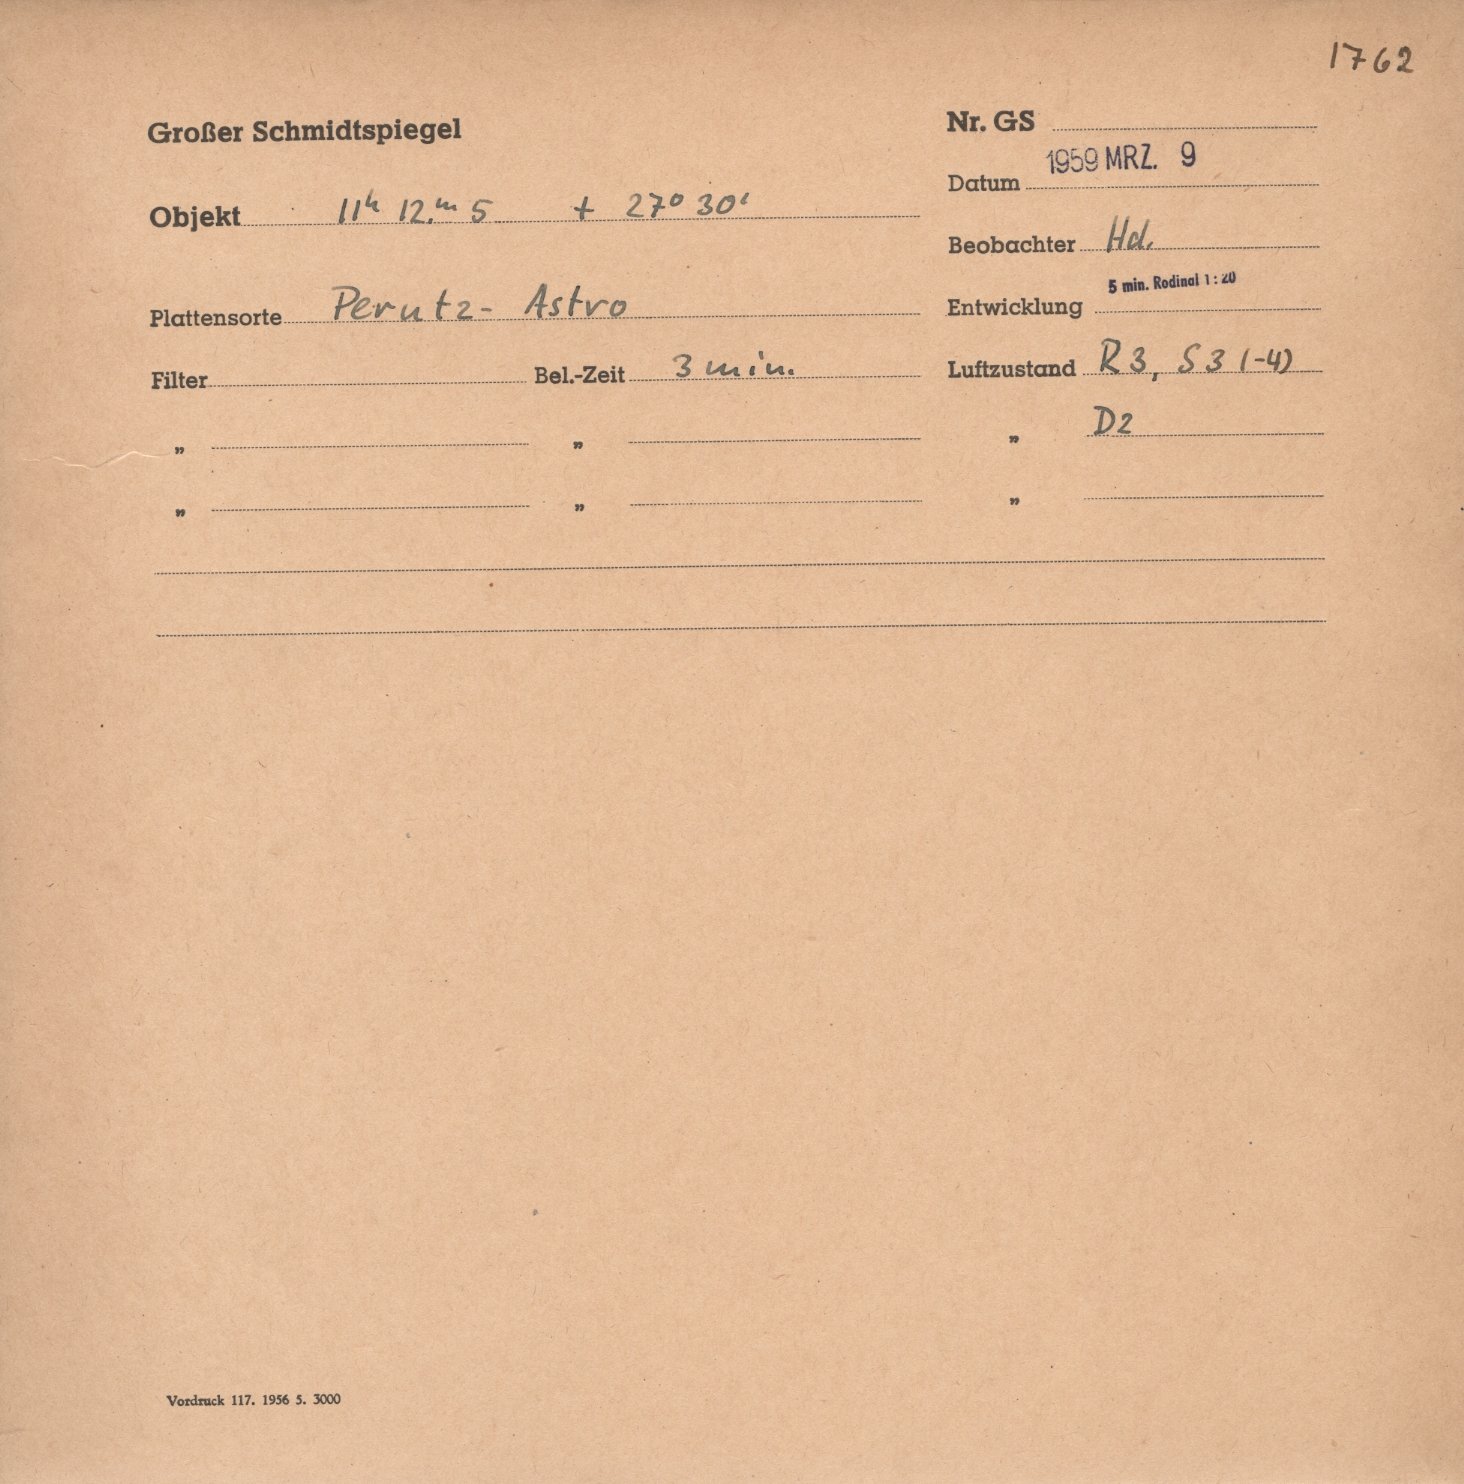 1762
Großer Schmidtspiegel
Nr. GS
Datum 1959 MRZ. 9
Objekt 11h 12.m 5 + 27° 30'
Beobachter Hd.
Plattensorte Perutz- Astro
Entwicklung 5 min. Rodinal 1:20
Filter Bel.-Zeit 3 min. Luftzustand R3, S3 (-4)
" " " D2
" " "
Vordruck 117. 1956 5. 3000